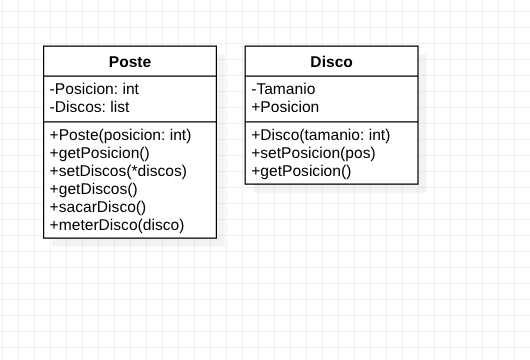 Poste
-Posicion: int
-Discos: list
+Poste(posicion: int)
+getPosicion()
+setDiscos(*discos)
+getDiscos()
+sacarDisco()
+meterDisco(disco)
Disco
-Tamanio
+Posicion
+Disco(tamanio: int)
+setPosicion(pos)
+getPosicion()